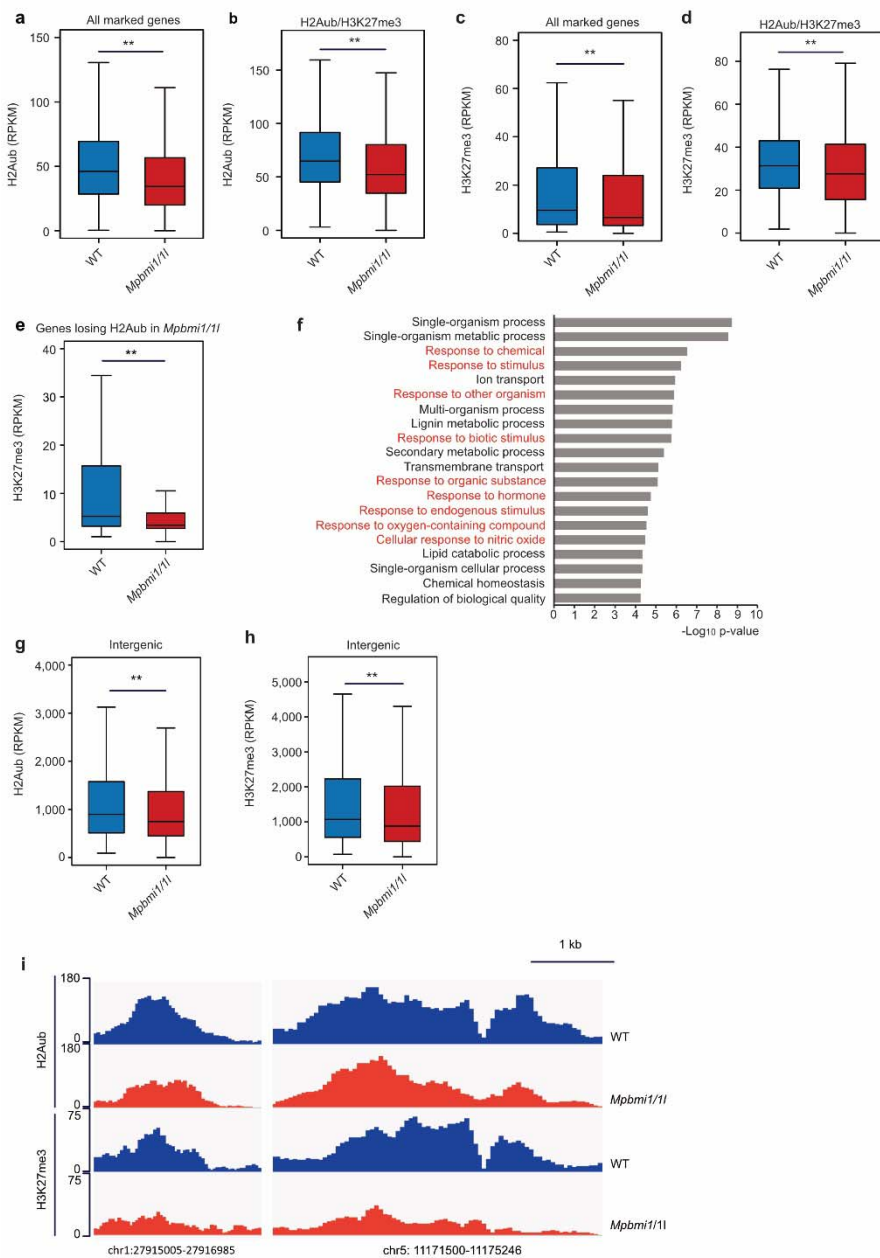 a
All marked genes
**
150
100
50
0
H2Aub (RPKM)
WT
Mpbmi1/1l
b
H2Aub/H3K27me3
**
150
100
50
0
H2Aub (RPKM)
WT
Mpbmi1/1l
c
All marked genes
**
80
60
40
20
0
H3K27me3 (RPKM)
WT
Mpbmi1/1l
d
H2Aub/H3K27me3
**
80
60
40
20
0
H3K27me3 (RPKM)
WT
Mpbmi1/1l
e
Genes losing H2Aub in Mpbmi1/1l
**
40
30
20
10
0
H3K27me3 (RPKM)
WT
Mpbmi1/1l
f
Single-organism process
Single-organism metablic process
Response to chemical
Response to stimulus
Ion transport
Response to other organism
Multi-organism process
Lignin metabolic process
Response to biotic stimulus
Secondary metabolic process
Transmembrane transport
Response to organic substance
Response to hormone
Response to endogenous stimulus
Response to oxygen-containing compound
Cellular response to nitric oxide
Lipid catabolic process
Single-organism cellular process
Chemical homeostasis
Regulation of biological quality
0 1 2 3 4 5 6 7 8 9 10
-Log₁₀ p-value
g
Intergenic
**
4,000
3,000
2,000
1,000
0
H2Aub (RPKM)
WT
Mpbmi1/1l
h
Intergenic
**
5,000
4,000
3,000
2,000
1,000
0
H3K27me3 (RPKM)
WT
Mpbmi1/1l
i
1 kb
H2Aub
180
0
WT
180
0
Mpbmi1/1l
H3K27me3
75
0
WT
75
0
Mpbmi1/1l
chr1:27915005-27916985
chr5: 11171500-11175246